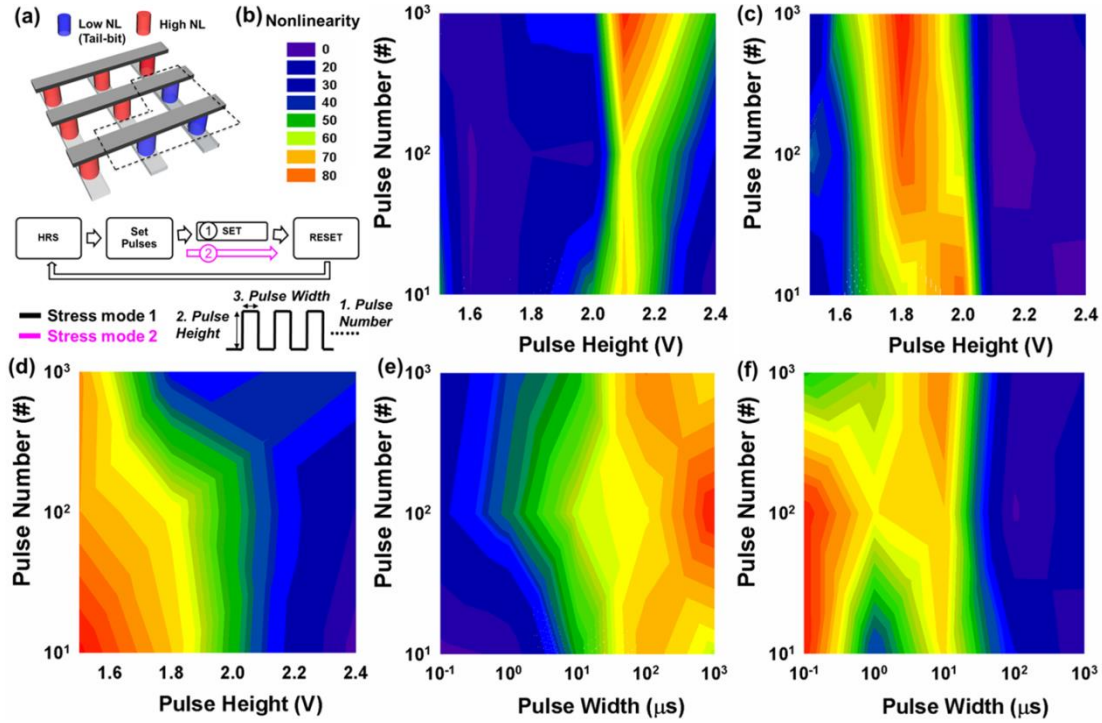 (a)
Low NL
(Tail-bit)
High NL
HRS
Set
Pulses
1 SET
2
RESET
Stress mode 1
Stress mode 2
3. Pulse Width
2. Pulse
Height
1. Pulse
Number
(b)
Nonlinearity
0
20
30
40
50
60
70
80
Pulse Number (#)
10³
10²
10¹
1.6 1.8 2.0 2.2 2.4
Pulse Height (V)
(c)
Pulse Number (#)
10³
10²
10¹
1.6 1.8 2.0 2.2 2.4
Pulse Height (V)
(d)
Pulse Number (#)
10³
10²
10¹
1.6 1.8 2.0 2.2 2.4
Pulse Height (V)
(e)
Pulse Number (#)
10³
10²
10¹
10⁻¹ 10⁰ 10¹ 10² 10³
Pulse Width (μs)
(f)
Pulse Number (#)
10³
10²
10¹
10⁻¹ 10⁰ 10¹ 10² 10³
Pulse Width (μs)